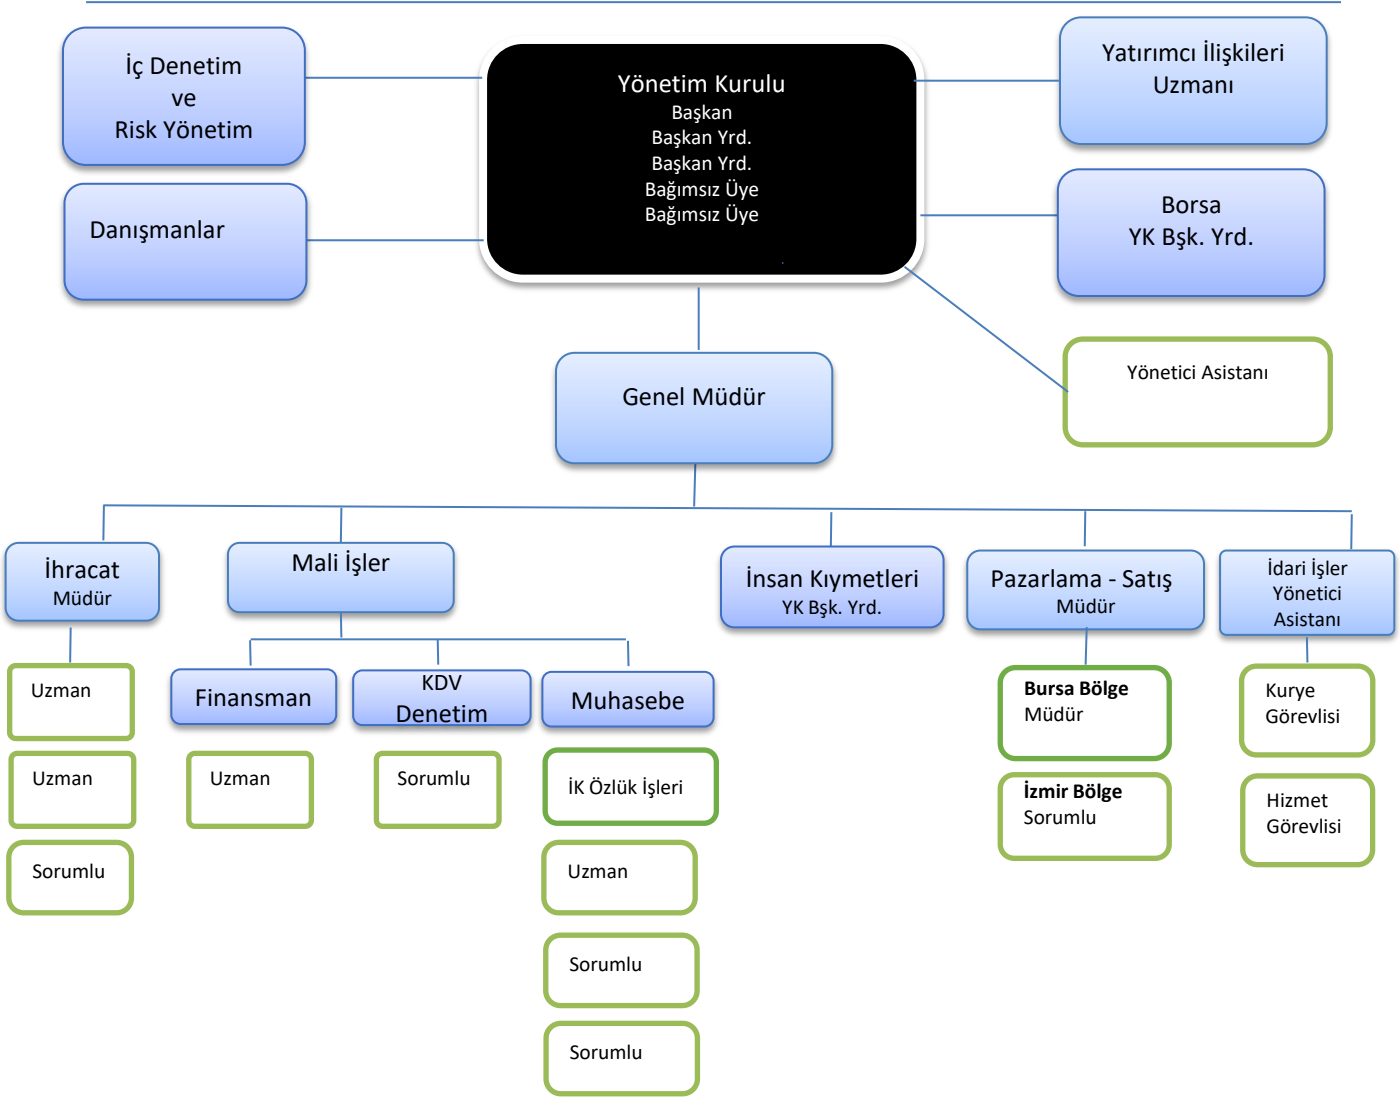 İç Denetim
ve
Risk Yönetim
Yönetim Kurulu
Başkan
Başkan Yrd.
Başkan Yrd.
Bağımsız Üye
Bağımsız Üye
Yatırımcı İlişkileri
Uzmanı
Danışmanlar
Borsa
YK Bşk. Yrd.
Yönetici Asistanı
Genel Müdür
İhracat
Müdür
Mali İşler
İnsan Kıymetleri
YK Bşk. Yrd.
Pazarlama - Satış
Müdür
İdari İşler
Yönetici
Asistanı
Uzman
Uzman
Sorumlu
Finansman
Uzman
KDV
Denetim
Sorumlu
Muhasebe
İK Özlük İşleri
Uzman
Sorumlu
Sorumlu
Bursa Bölge
Müdür
İzmir Bölge
Sorumlu
Kurye
Görevlisi
Hizmet
Görevlisi